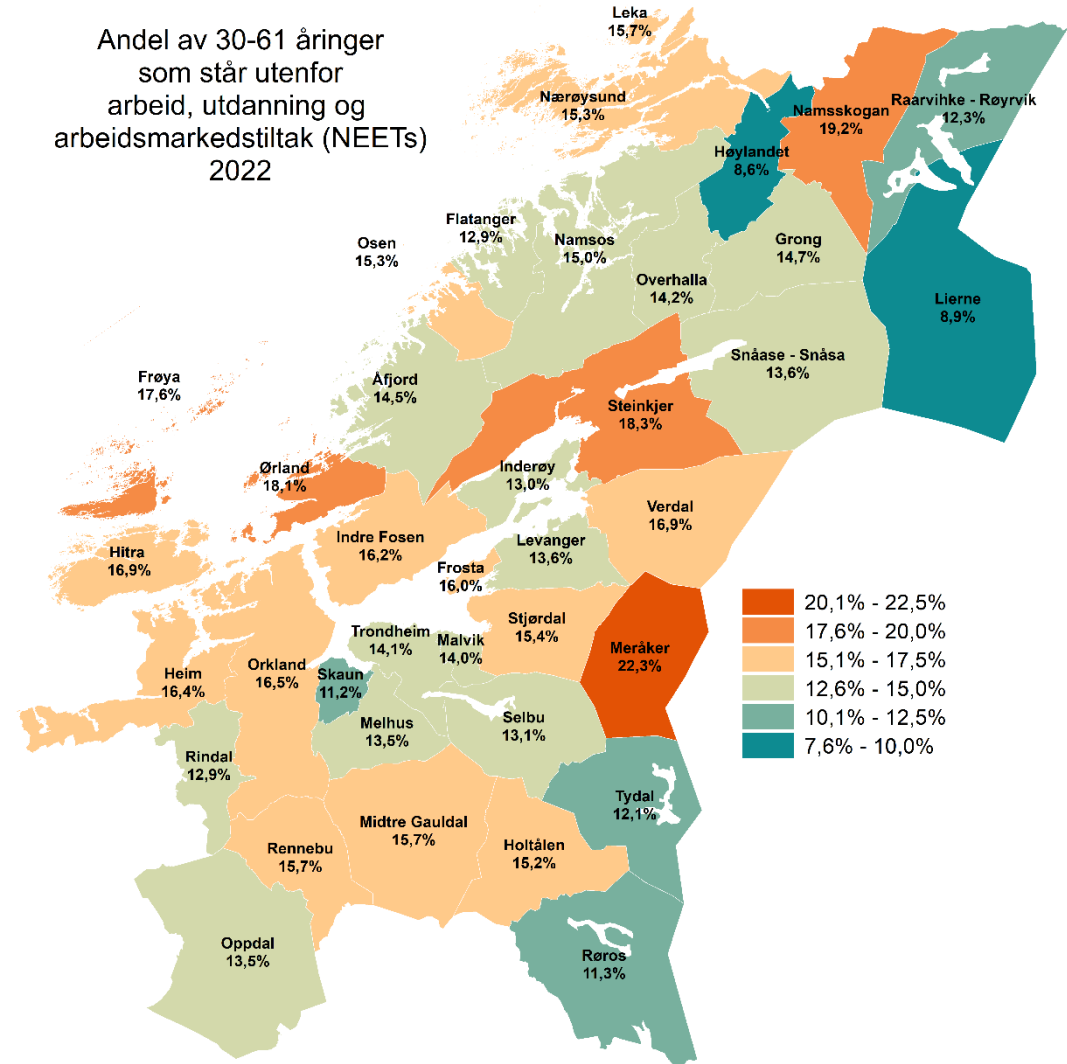 Andel av 30-61 åringer
som står utenfor
arbeid, utdanning og
arbeidsmarkedstiltak (NEETs)
2022
Leka
15,7%
Nærøysund
15,3%
Namsskogan
19,2%
Raarvihke - Røyrvik
12,3%
Høylandet
8,6%
Flatanger
12,9%
Osen
15,3%
Namsos
15,0%
Grong
14,7%
Overhalla
14,2%
Lierne
8,9%
Snåase - Snåsa
13,6%
Frøya
17,6%
Åfjord
14,5%
Steinkjer
18,3%
Ørland
18,1%
Inderøy
13,0%
Verdal
16,9%
Indre Fosen
16,2%
Levanger
13,6%
Hitra
16,9%
Frosta
16,0%
Stjørdal
15,4%
Meråker
22,3%
Trondheim
14,1%
Malvik
14,0%
Heim
16,4%
Orkland
16,5%
Skaun
11,2%
Melhus
13,5%
Selbu
13,1%
Rindal
12,9%
Tydal
12,1%
Midtre Gauldal
15,7%
Rennebu
15,7%
Holtålen
15,2%
Oppdal
13,5%
Røros
11,3%
20,1% - 22,5%
17,6% - 20,0%
15,1% - 17,5%
12,6% - 15,0%
10,1% - 12,5%
7,6% - 10,0%